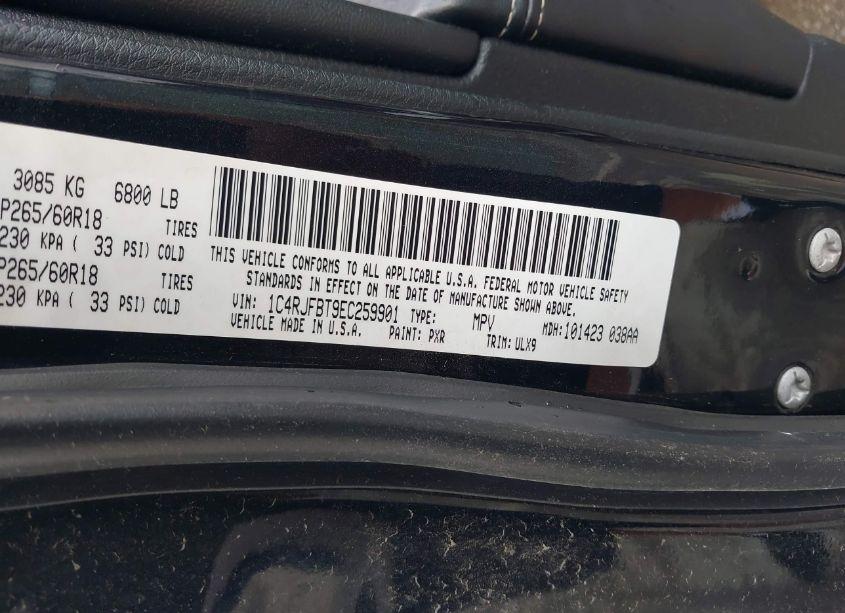 3085 KG 6800 LB
P265/60R18 TIRES
230 KPA ( 33 PSI) COLD
P265/60R18 TIRES
230 KPA ( 33 PSI) COLD
THIS VEHICLE CONFORMS TO ALL APPLICABLE U.S.A. FEDERAL MOTOR VEHICLE SAFETY
STANDARDS IN EFFECT ON THE DATE OF MANUFACTURE SHOWN ABOVE.
VIN: 1C4RJFBT9EC259901 TYPE: MPV MDH:101423 038AA
VEHICLE MADE IN U.S.A. PAINT: PXR TRIM: ULX9